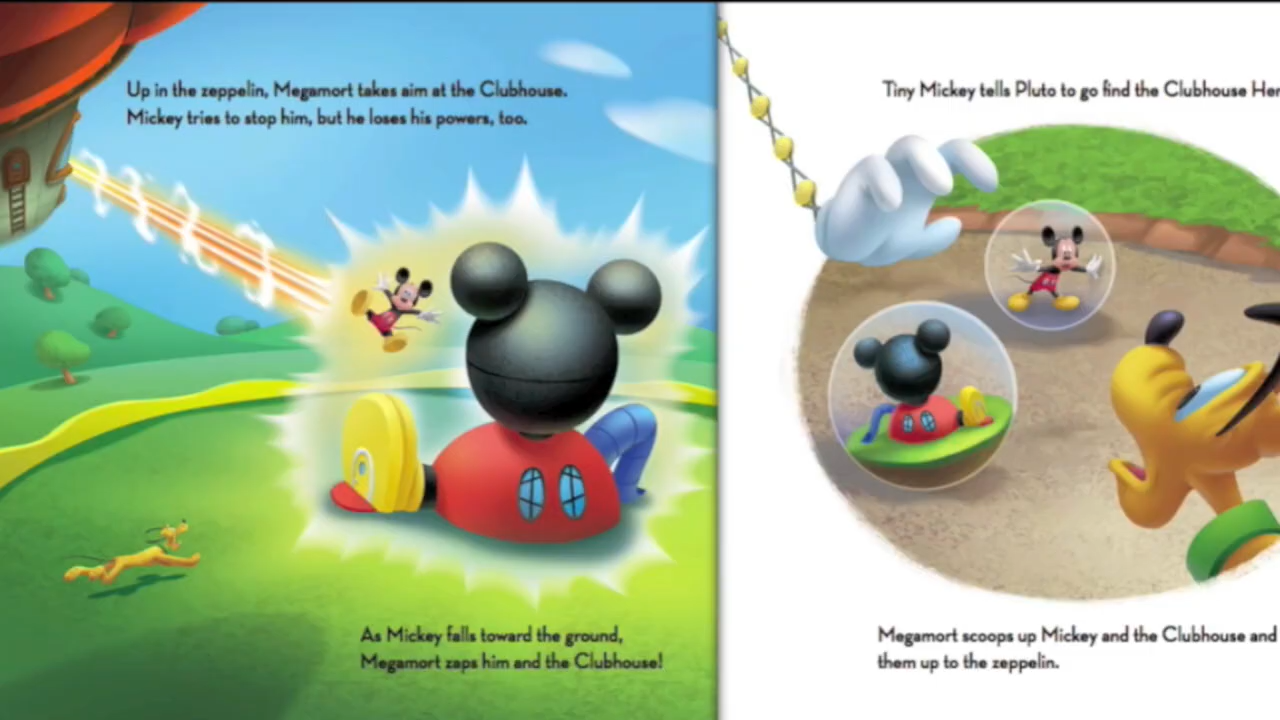 Up in the zeppelin, Megamort takes aim at the Clubhouse.
Mickey tries to stop him, but he loses his powers, too.
As Mickey falls toward the ground,
Megamort zaps him and the Clubhouse!
Tiny Mickey tells Pluto to go find the Clubhouse
Megamort scoops up Mickey and the Clubhouse and
them up to the zeppelin.